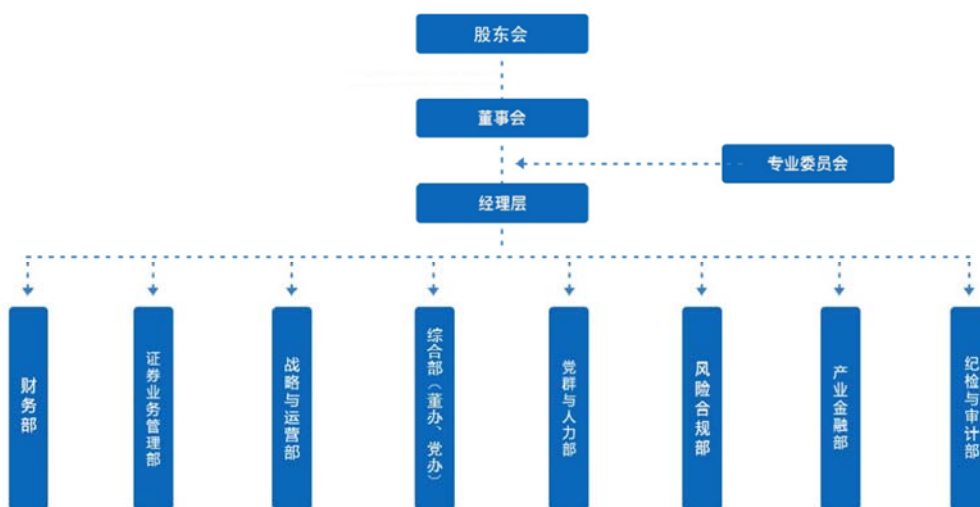 股东会
董事会
专业委员会
经理层
财务部
证券业务管理部
战略与运营部
综合部（董办、党办）
党群与人力部
风险合规部
产业金融部
纪检与审计部